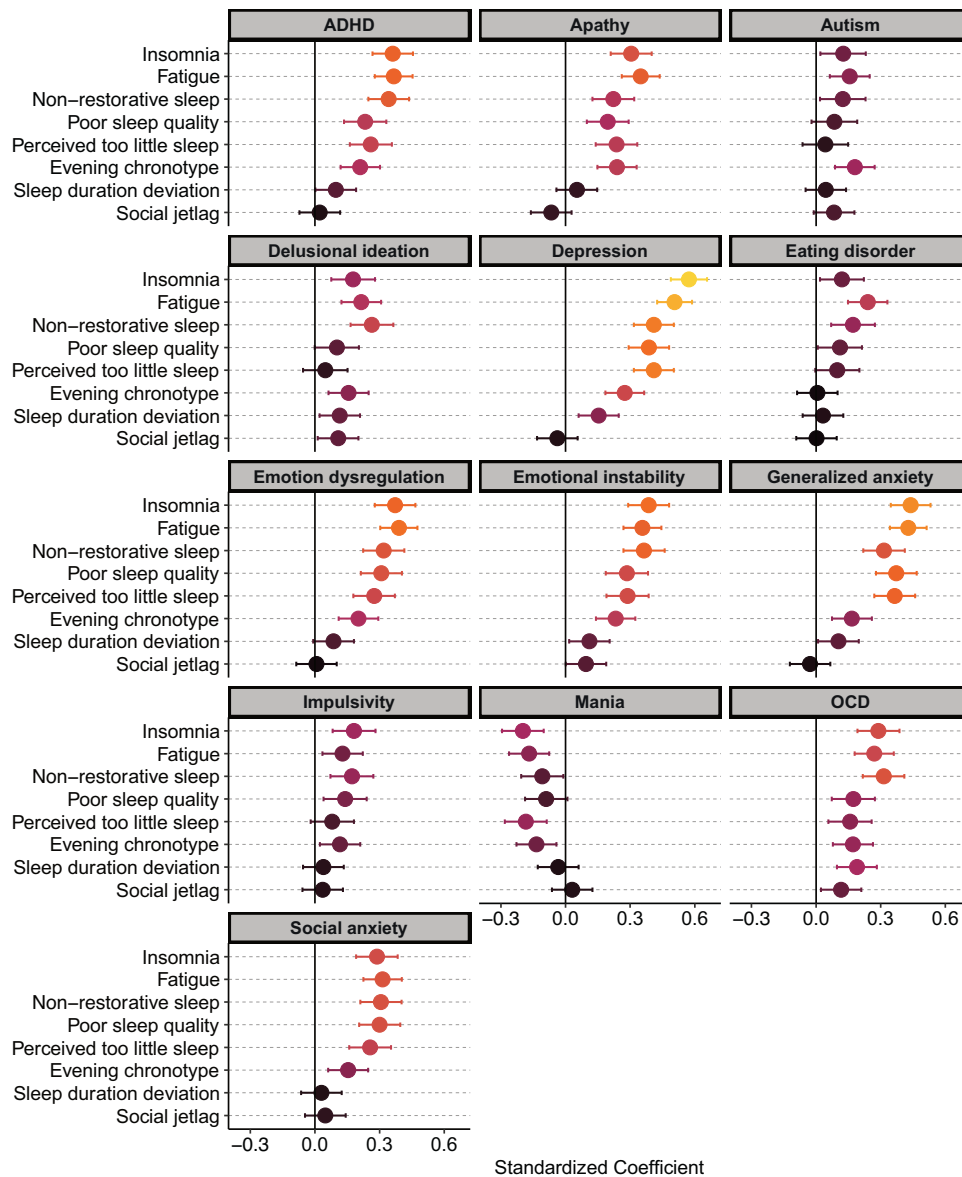 ADHD Apathy Autism
Insomnia
Fatigue
Non−restorative sleep
Poor sleep quality
Perceived too little sleep
Evening chronotype
Sleep duration deviation
Social jetlag
Delusional ideation Depression Eating disorder
Insomnia
Fatigue
Non−restorative sleep
Poor sleep quality
Perceived too little sleep
Evening chronotype
Sleep duration deviation
Social jetlag
Emotion dysregulation Emotional instability Generalized anxiety
Insomnia
Fatigue
Non−restorative sleep
Poor sleep quality
Perceived too little sleep
Evening chronotype
Sleep duration deviation
Social jetlag
Impulsivity Mania OCD
Insomnia
Fatigue
Non−restorative sleep
Poor sleep quality
Perceived too little sleep
Evening chronotype
Sleep duration deviation
Social jetlag
−0.3 0.0 0.3 0.6 −0.3 0.0 0.3 0.6
Social anxiety
Insomnia
Fatigue
Non−restorative sleep
Poor sleep quality
Perceived too little sleep
Evening chronotype
Sleep duration deviation
Social jetlag
−0.3 0.0 0.3 0.6
Standardized Coefficient